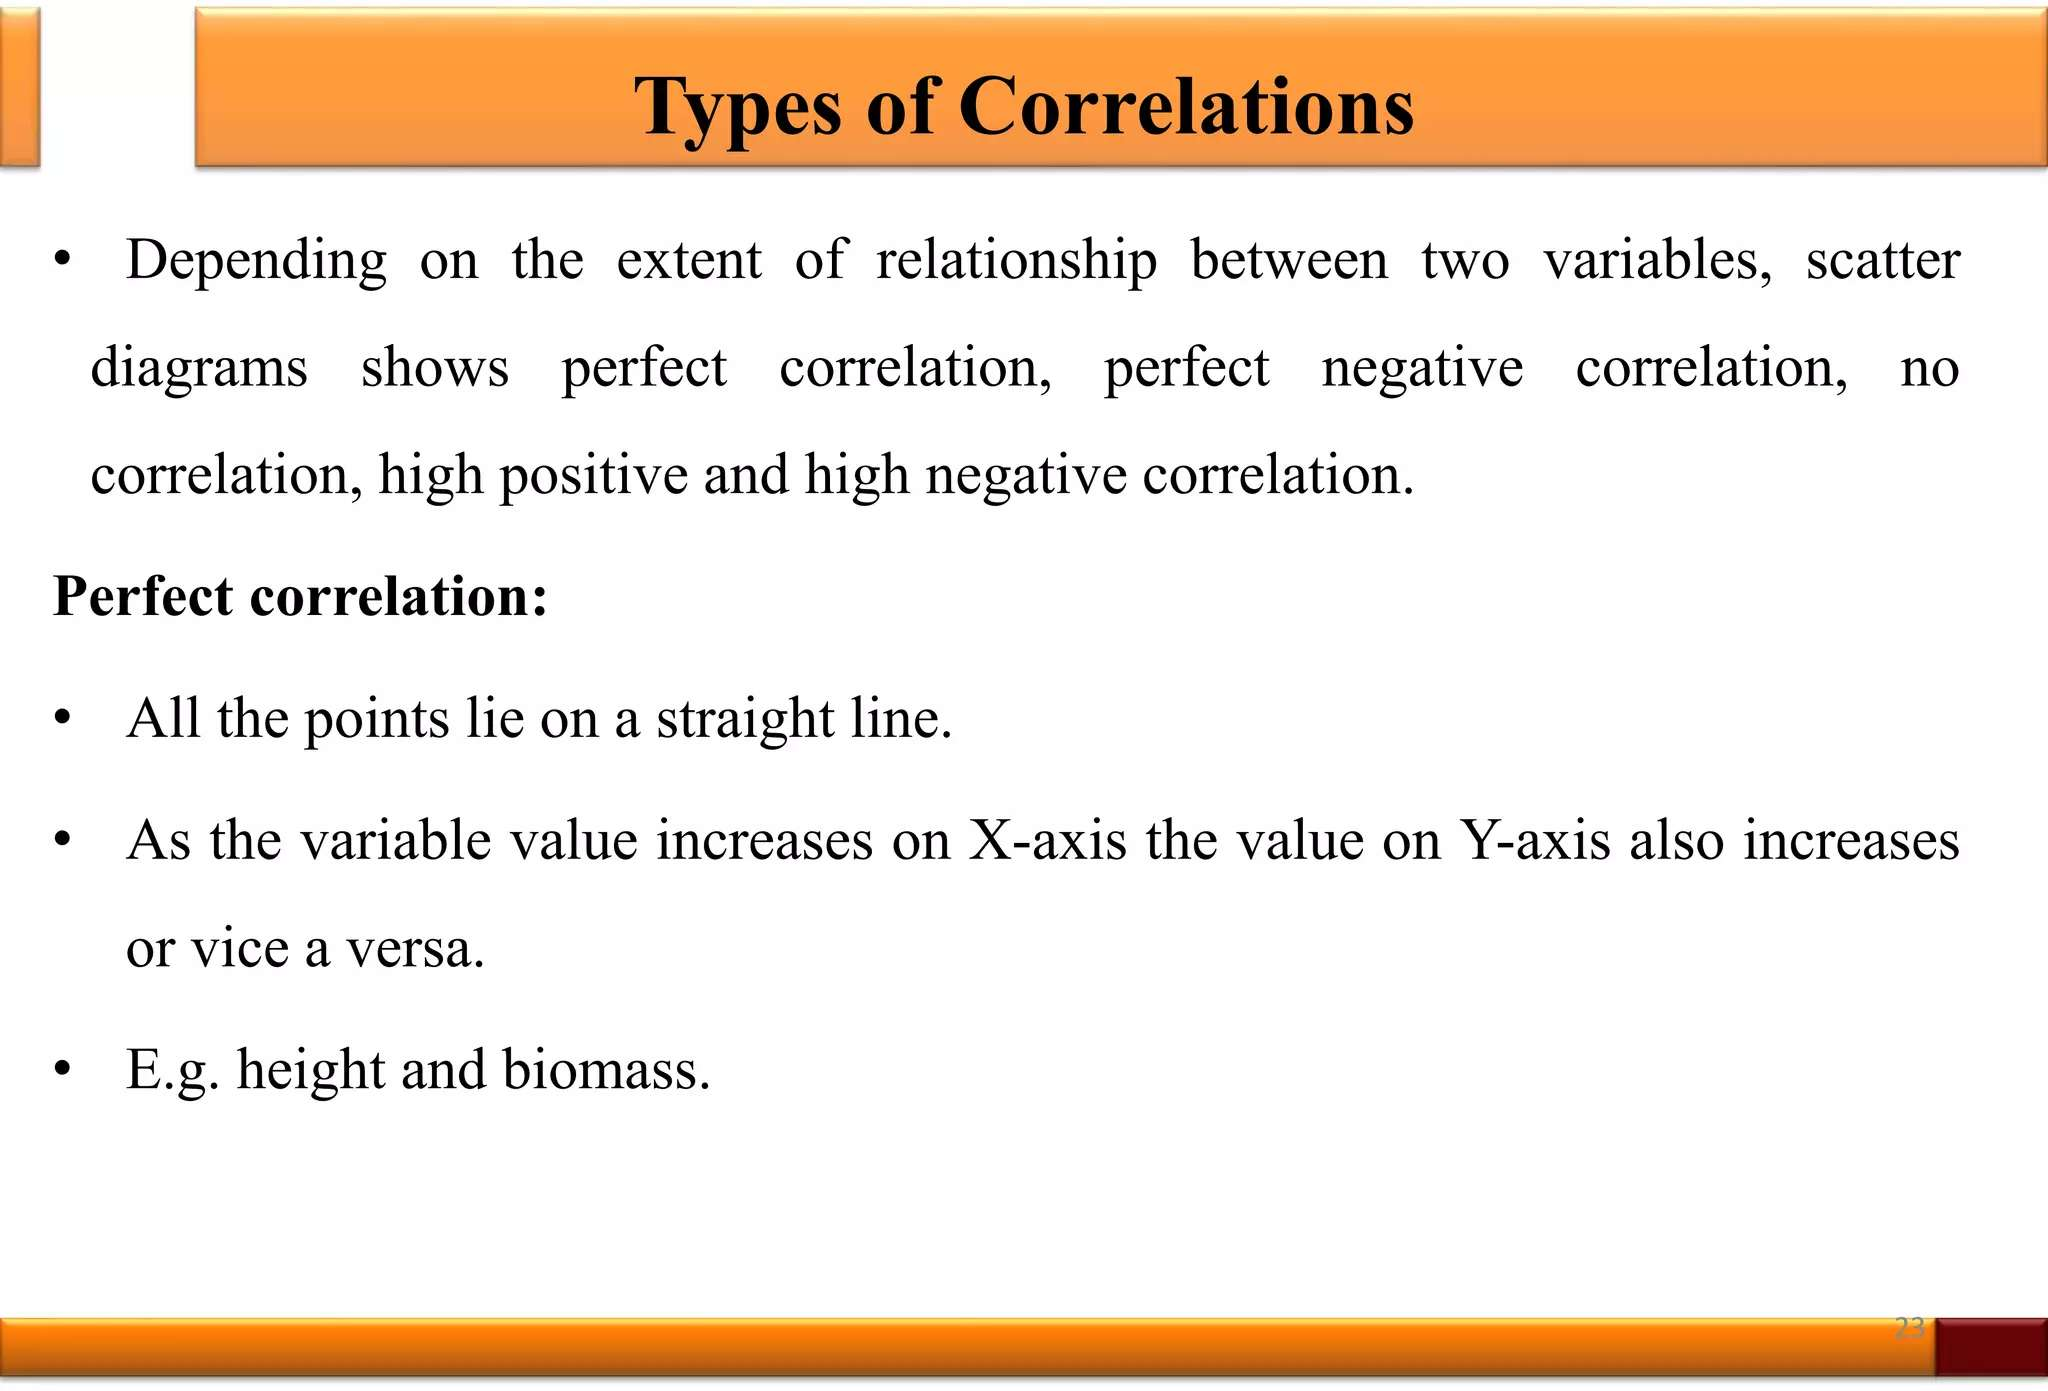 Types of Correlations
• Depending on the extent of relationship between two variables, scatter
diagrams shows perfect correlation, perfect negative correlation, no
correlation, high positive and high negative correlation.
Perfect correlation:
• All the points lie on a straight line.
• As the variable value increases on X-axis the value on Y-axis also increases
or vice a versa.
• E.g. height and biomass.
23